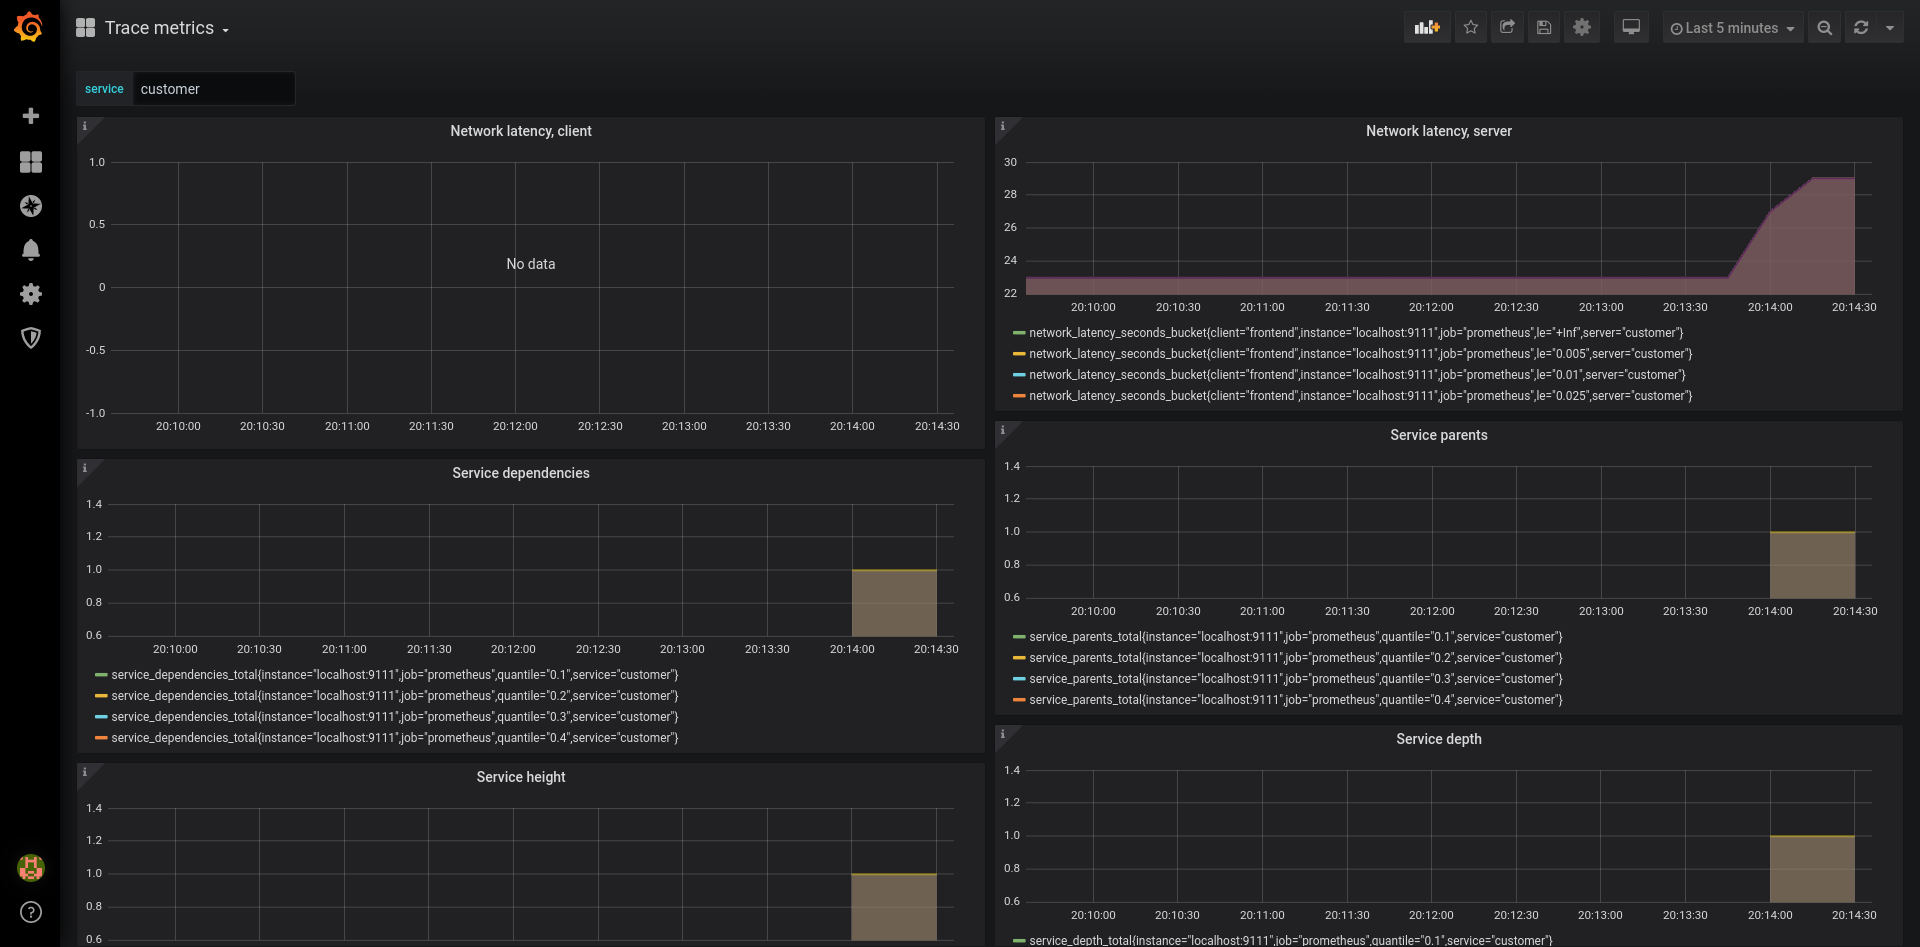 Trace metrics
Last 5 minutes
service customer
Network latency, client
1.0
0.5
No data
0
-0.5
-1.0
20:10:00 20:10:30 20:11:00 20:11:30 20:12:00 20:12:30 20:13:00 20:13:30 20:14:00 20:14:30
Network latency, server
30
28
26
24
22
20:10:00 20:10:30 20:11:00 20:11:30 20:12:00 20:12:30 20:13:00 20:13:30 20:14:00 20:14:30
network_latency_seconds_bucket{client="frontend",instance="localhost:9111",job="prometheus",le="+Inf",server="customer"}
network_latency_seconds_bucket{client="frontend",instance="localhost:9111",job="prometheus",le="0.005",server="customer"}
network_latency_seconds_bucket{client="frontend",instance="localhost:9111",job="prometheus",le="0.01",server="customer"}
network_latency_seconds_bucket{client="frontend",instance="localhost:9111",job="prometheus",le="0.025",server="customer"}
Service dependencies
1.4
1.2
1.0
0.8
0.6
20:10:00 20:10:30 20:11:00 20:11:30 20:12:00 20:12:30 20:13:00 20:13:30 20:14:00 20:14:30
service_dependencies_total{instance="localhost:9111",job="prometheus",quantile="0.1",service="customer"}
service_dependencies_total{instance="localhost:9111",job="prometheus",quantile="0.2",service="customer"}
service_dependencies_total{instance="localhost:9111",job="prometheus",quantile="0.3",service="customer"}
service_dependencies_total{instance="localhost:9111",job="prometheus",quantile="0.4",service="customer"}
Service parents
1.4
1.2
1.0
0.8
0.6
20:10:00 20:10:30 20:11:00 20:11:30 20:12:00 20:12:30 20:13:00 20:13:30 20:14:00 20:14:30
service_parents_total{instance="localhost:9111",job="prometheus",quantile="0.1",service="customer"}
service_parents_total{instance="localhost:9111",job="prometheus",quantile="0.2",service="customer"}
service_parents_total{instance="localhost:9111",job="prometheus",quantile="0.3",service="customer"}
service_parents_total{instance="localhost:9111",job="prometheus",quantile="0.4",service="customer"}
Service height
1.4
1.2
1.0
0.8
0.6
Service depth
1.4
1.2
1.0
0.8
0.6
20:10:00 20:10:30 20:11:00 20:11:30 20:12:00 20:12:30 20:13:00 20:13:30 20:14:00 20:14:30
service_depth_total{instance="localhost:9111",job="prometheus",quantile="0.1",service="customer"}